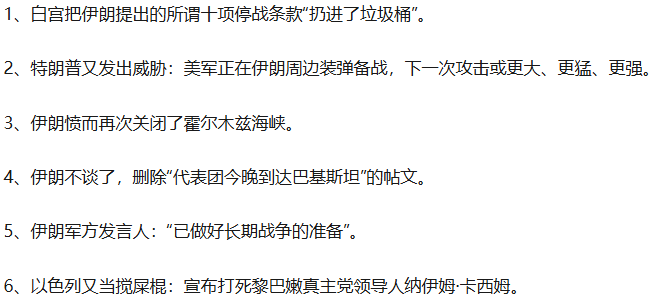 1、白宫把伊朗提出的所谓十项停战条款“扔进了垃圾桶”。
2、特朗普又发出威胁：美军正在伊朗周边装弹备战，下一次攻击或更大、更猛、更强。
3、伊朗愤而再次关闭了霍尔木兹海峡。
4、伊朗不谈了，删除“代表团今晚到达巴基斯坦”的帖文。
5、伊朗军方发言人：“已做好长期战争的准备”。
6、以色列又当搅屎棍：宣布打死黎巴嫩真主党领导人纳伊姆·卡西姆。